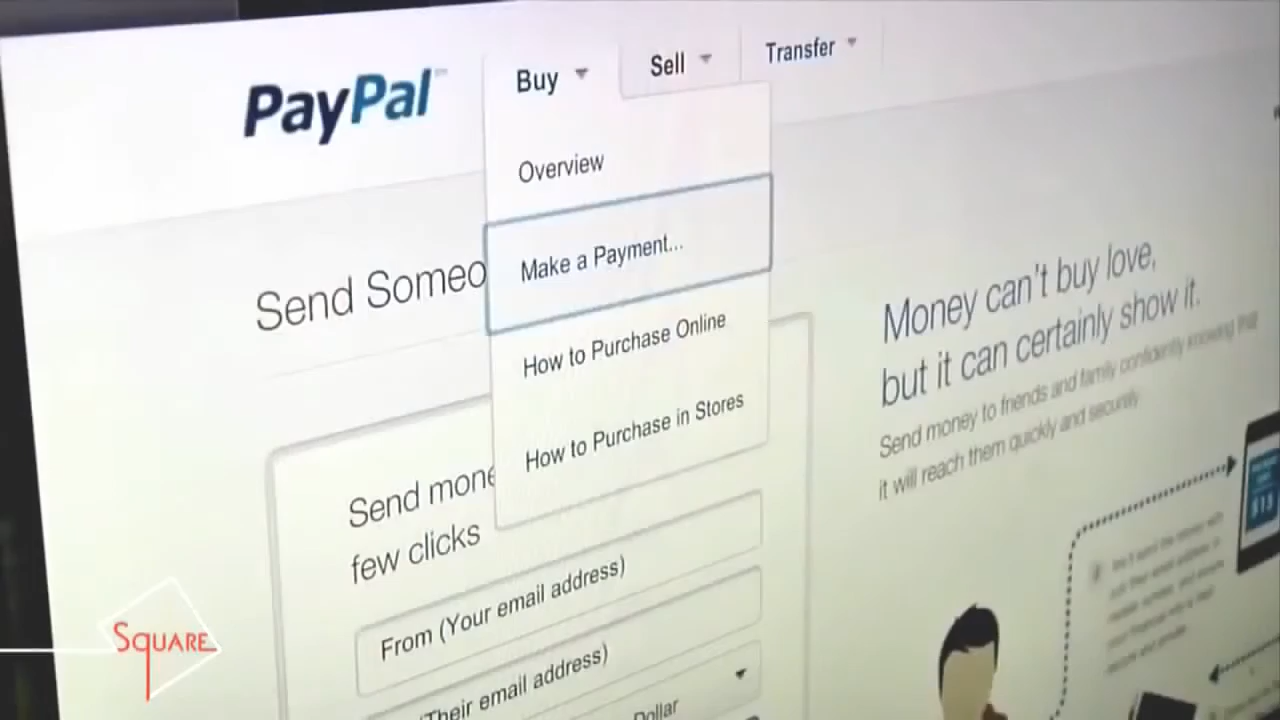 PayPal
Buy
Sell
Transfer
Overview
Make a Payment...
How to Purchase Online
How to Purchase in Stores
Send Someo
Send mone
few clicks
From (Your email address)
Their email address)
Dollar
Money can't buy love,
but it can certainly show it.
Send money to friends and family confidently knowing that
it will reach them quickly and securely
$15
SQUARE